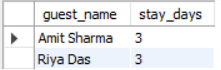 guest_name stay_days
Amit Sharma 3
Riya Das 3